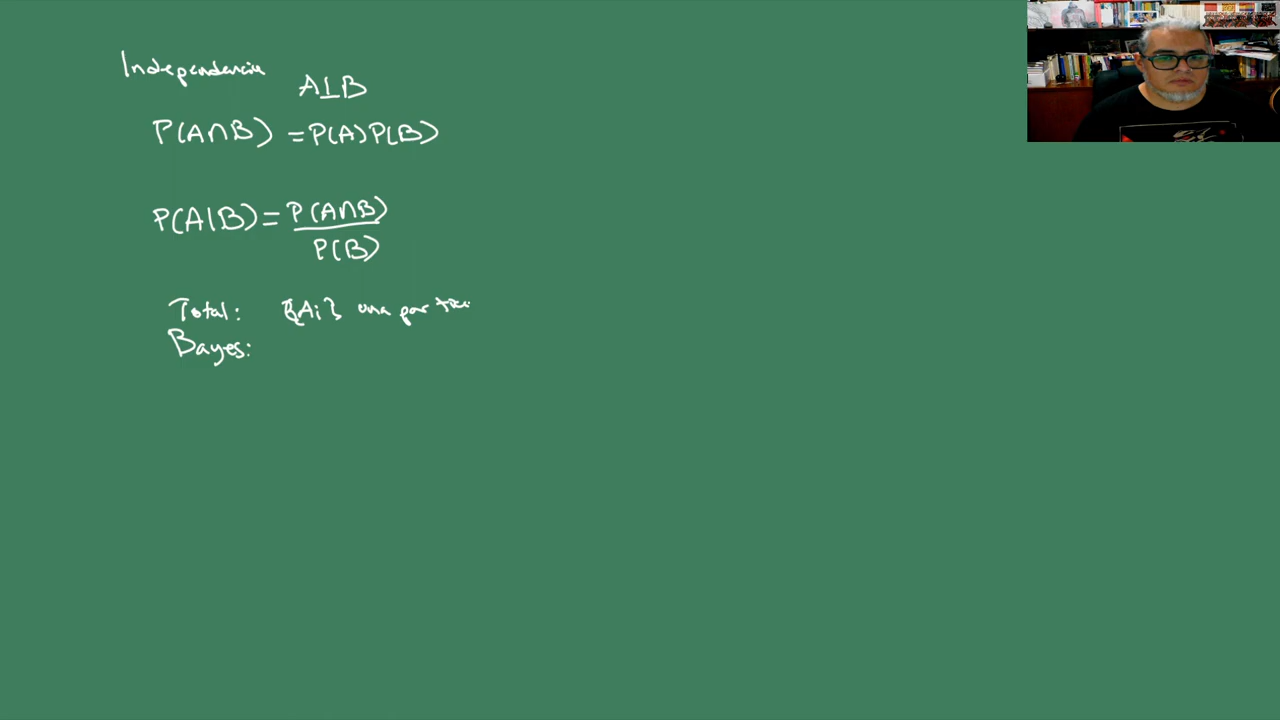 Independencia
A⊥B
P(A∩B) = P(A)P(B)
P(A|B) = P(A∩B)
P(B)
Total: {Ai} una
Bayes: